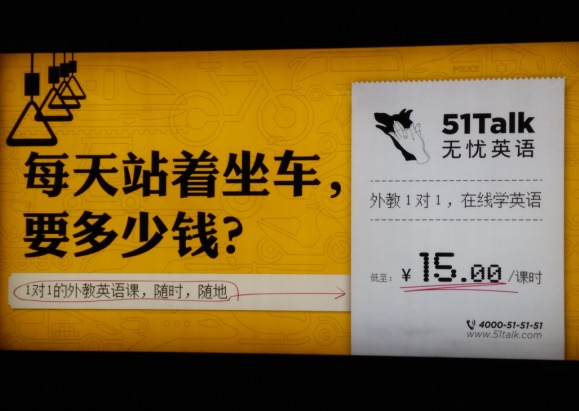 每天站着坐车，
要多少钱？
1对1的外教英语课，随时，随地
51Talk
无忧英语
外教1对1，在线学英语
低至：￥15.00/课时
4000-51-51-51
www.51talk.com
POLICE